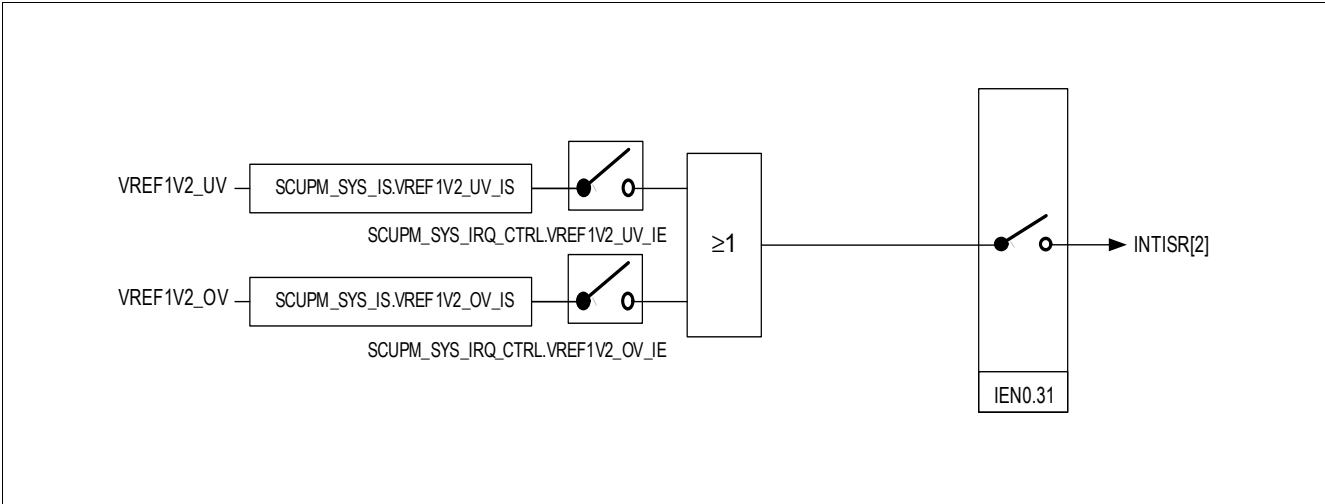 VREF1V2_UV
SCUPM_SYS_IS.VREF1V2_UV_IS
SCUPM_SYS_IRQ_CTRL.VREF1V2_UV_IE
≥1
INTISR[2]
VREF1V2_OV
SCUPM_SYS_IS.VREF1V2_OV_IS
SCUPM_SYS_IRQ_CTRL.VREF1V2_OV_IE
IEN0.31